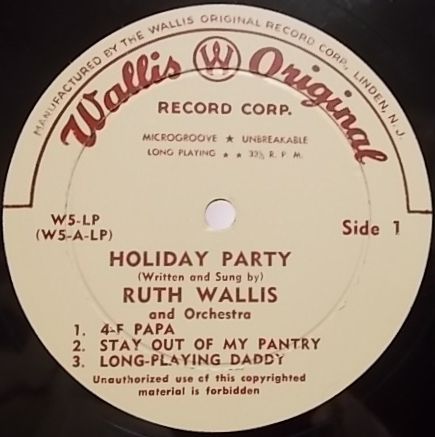 MANUFACTURED BY THE WALLIS ORIGINAL RECORD CORP., LINDEN, N. J.
Wallis W Original
RECORD CORP.
MICROGROOVE ★ UNBREAKABLE
LONG PLAYING ★ ★ 33⅓ R. P. M.
W5-LP
(W5-A-LP)
Side 1
HOLIDAY PARTY
(Written and Sung by)
RUTH WALLIS
and Orchestra
1. 4-F PAPA
2. STAY OUT OF MY PANTRY
3. LONG-PLAYING DADDY
Unauthorized use of this copyrighted
material is forbidden